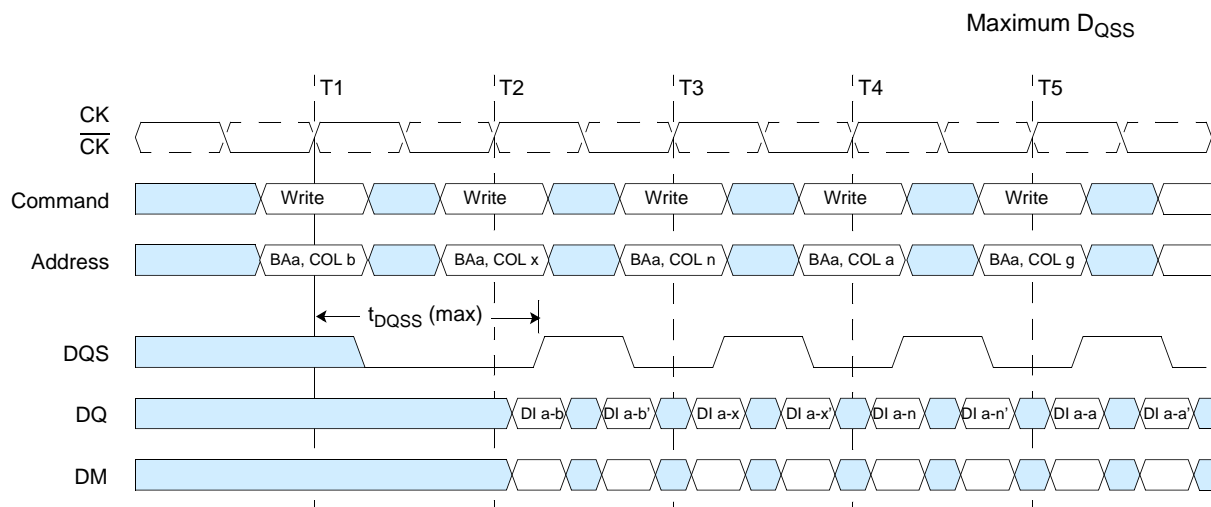 Maximum DQSS
T1 T2 T3 T4 T5
CK
CK
Command Write Write Write Write Write
Address BAa, COL b BAa, COL x BAa, COL n BAa, COL a BAa, COL g
tDQSS (max)
DQS
DQ DI a-b DI a-b’ DI a-x DI a-x’ DI a-n DI a-n’ DI a-a DI a-a’
DM